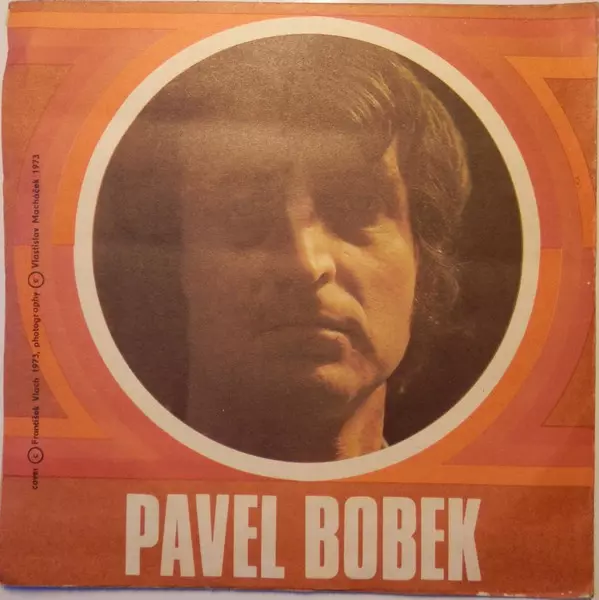 cover © František Vlach 1973, photography © Vlastislav Macháček 1973
PAVEL BOBEK